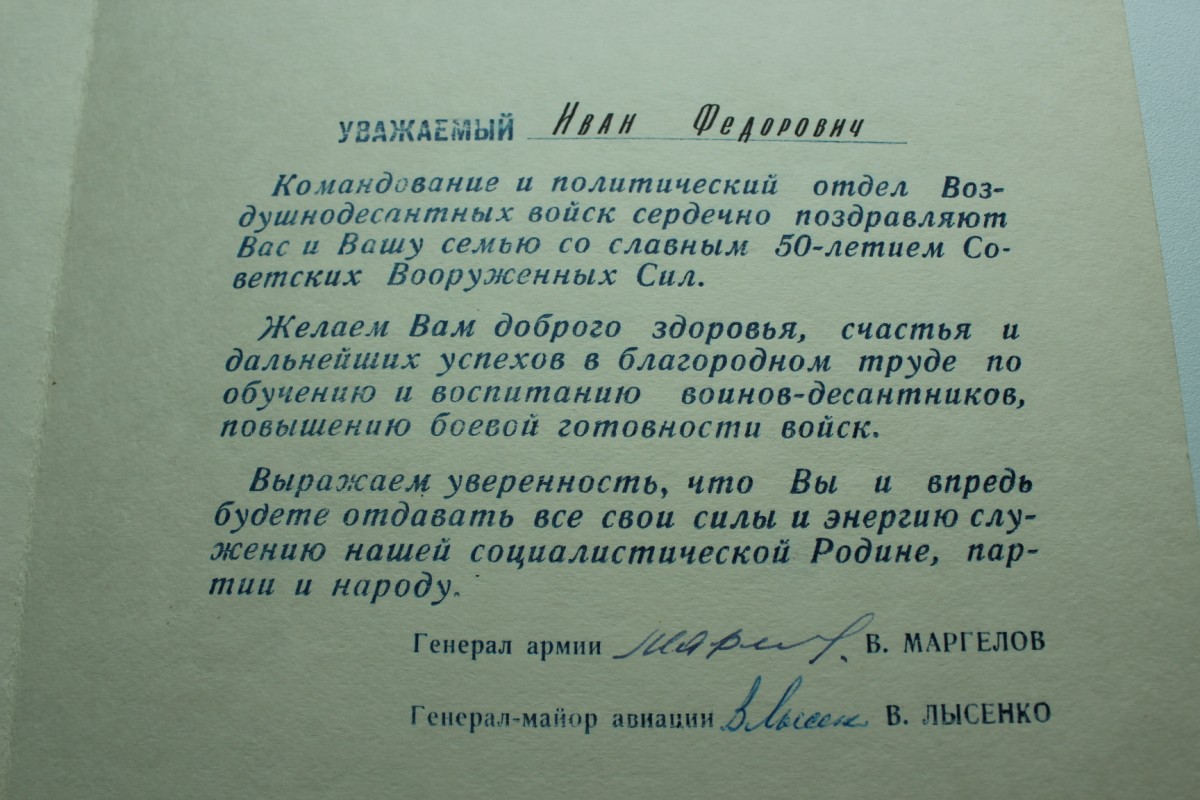 УВАЖАЕМЫЙ Иван Федорович
Командование и политический отдел Воз-
душнодесантных войск сердечно поздравляют
Вас и Вашу семью со славным 50-летием Со-
ветских Вооруженных Сил.
Желаем Вам доброго здоровья, счастья и
дальнейших успехов в благородном труде по
обучению и воспитанию воинов-десантников,
повышению боевой готовности войск.
Выражаем уверенность, что Вы и впредь
будете отдавать все свои силы и энергию слу-
жению нашей социалистической Родине, пар-
тии и народу.
Генерал армии В. МАРГЕЛОВ
Генерал-майор авиации В Лысенко В. ЛЫСЕНКО